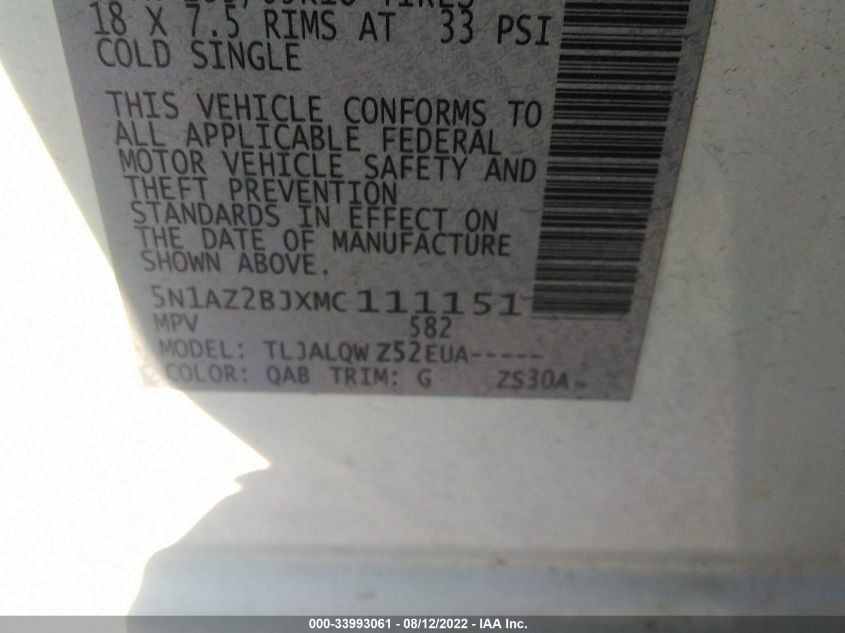 TIRES
18 X 7.5 RIMS AT 33 PSI
COLD SINGLE
THIS VEHICLE CONFORMS TO
ALL APPLICABLE FEDERAL
MOTOR VEHICLE SAFETY AND
THEFT PREVENTION
STANDARDS IN EFFECT ON
THE DATE OF MANUFACTURE
SHOWN ABOVE.
5N1AZ2BJXMC111151
MPV 582
MODEL: TLJALQW Z52EUA-----
COLOR: QAB TRIM: G ZS30A
000-33993061 - 08/12/2022 - IAA Inc.